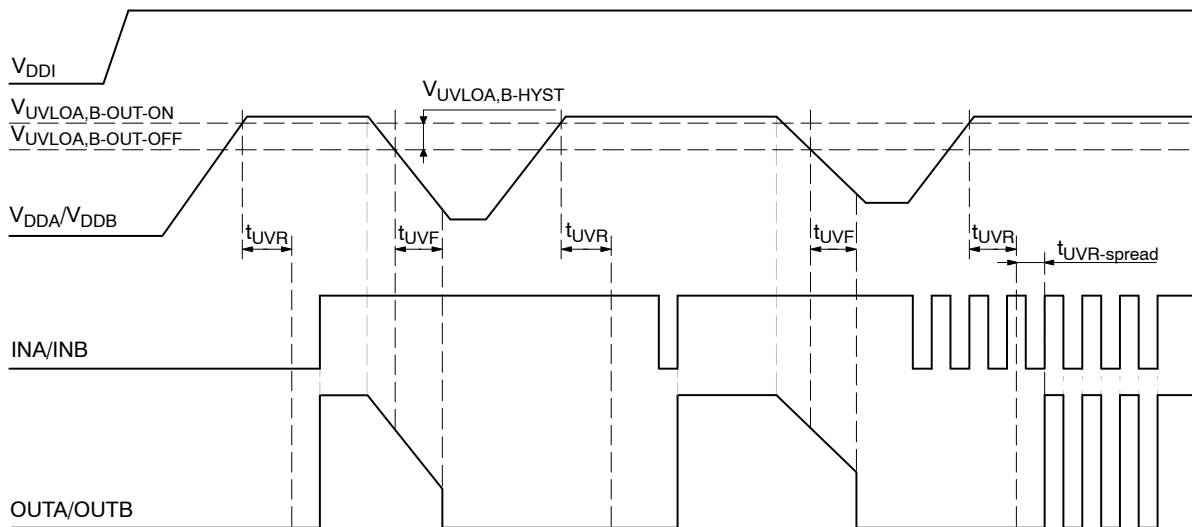 VDDI
VUVLOA,B-OUT-ON
VUVLOA,B-HYST
VUVLOA,B-OUT-OFF
VDDA/VDDB
tUVR
tUVF
tUVR
tUVF
tUVR
tUVR-spread
INA/INB
OUTA/OUTB